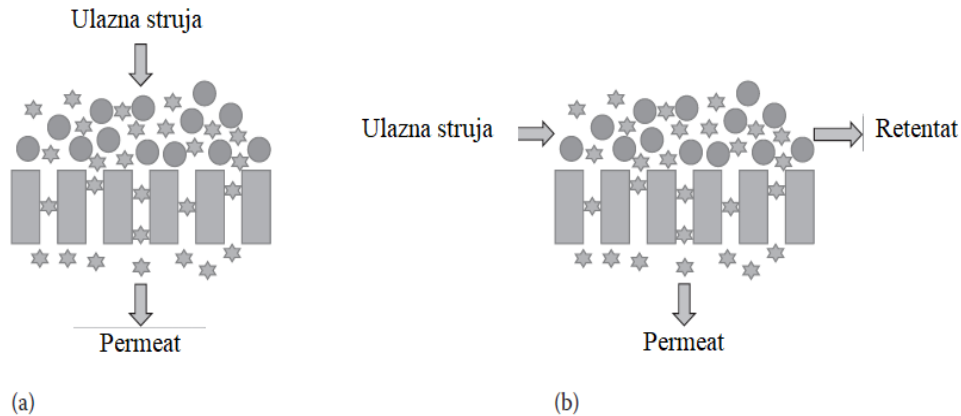 Ulazna struja
Permeat
(a)
Ulazna struja
Retentat
Permeat
(b)